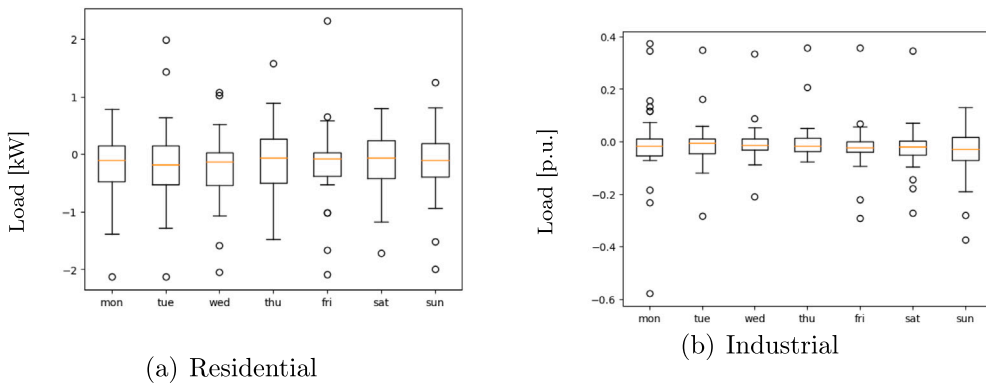 Load [kW]
2
1
0
−1
−2
mon tue wed thu fri sat sun
(a) Residential
Load [p.u.]
0.4
0.2
0.0
−0.2
−0.4
−0.6
mon tue wed thu fri sat sun
(b) Industrial